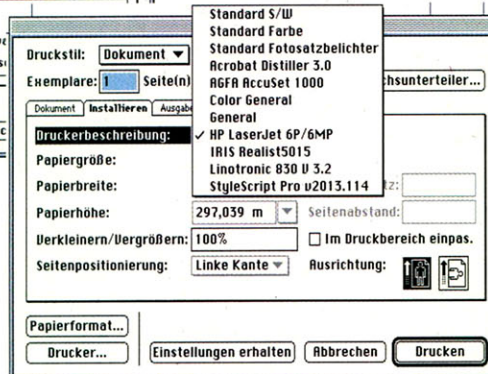 Standard S/W
Standard Farbe
Standard Fotosatzbelichter
Acrobat Distiller 3.0
AGFA AccuSet 1000
Color General
General
✓ HP LaserJet 6P/6MP
IRIS Realist5015
Linotronic 830 V 3.2
StyleScript Pro v2013.114
Druckstil: Dokument
Exemplare: 1 Seite(n)
chsunterteiler...
Dokument Installieren Ausgabe
Druckerbeschreibung:
Papiergröße:
Papierbreite: tz:
Papierhöhe: 297,039 m Seitenabstand:
Verkleinern/Vergrößern: 100% Im Druckbereich einpas.
Seitenpositionierung: Linke Kante Ausrichtung:
Papierformat...
Drucker... Einstellungen erhalten Abbrechen Drucken